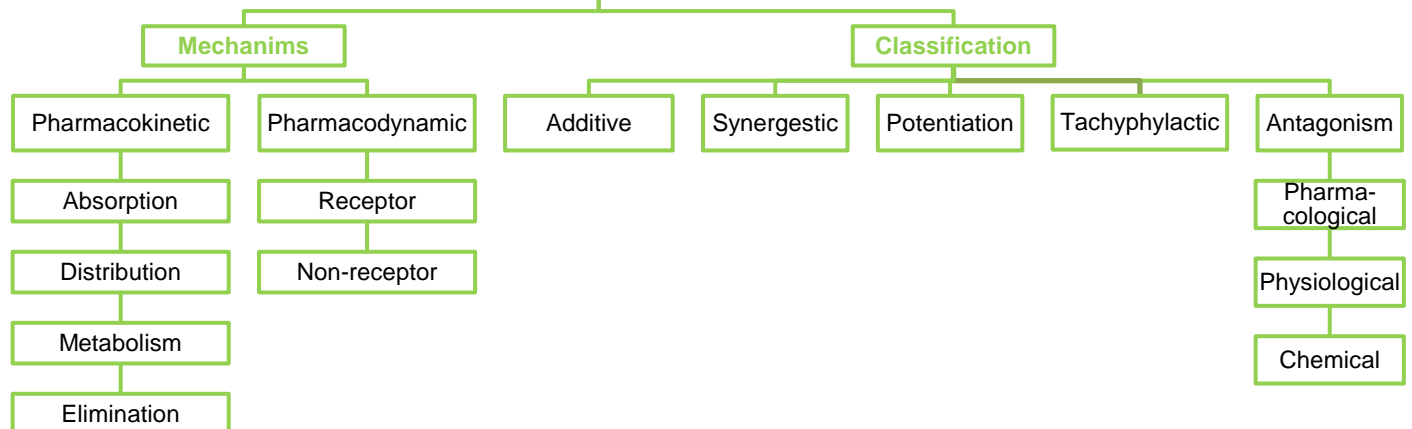 Mechanims
Classification
Pharmacokinetic
Pharmacodynamic
Additive
Synergestic
Potentiation
Tachyphylactic
Antagonism
Absorption
Receptor
Pharma-
cological
Distribution
Non-receptor
Physiological
Metabolism
Chemical
Elimination